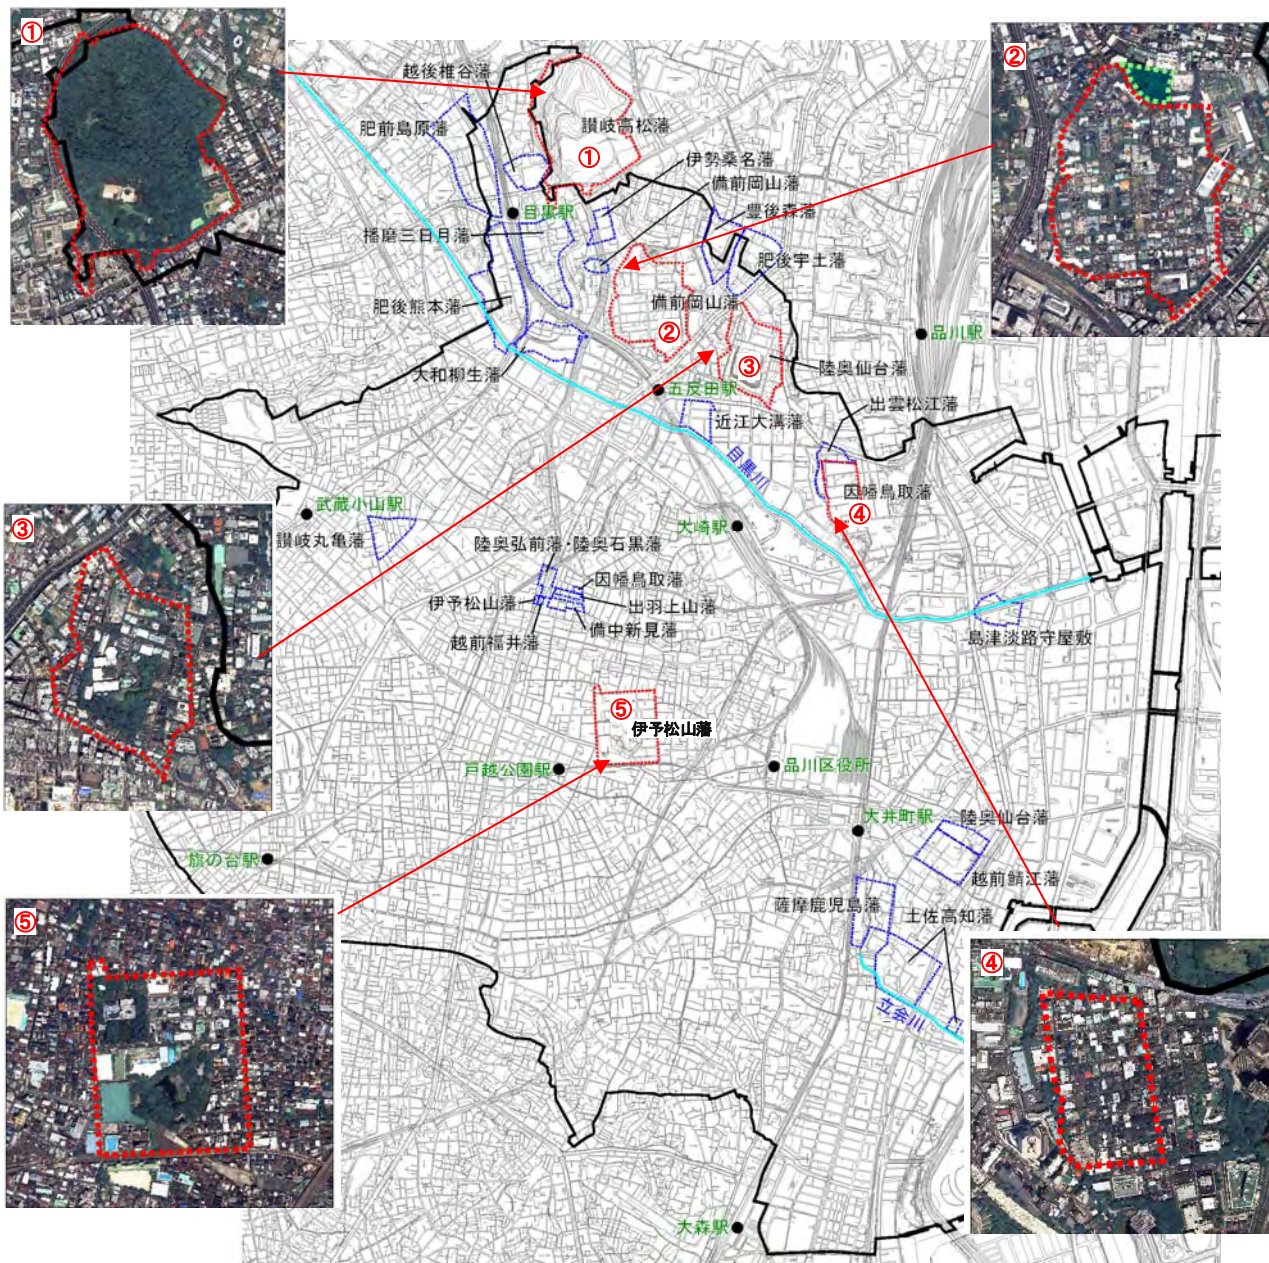 ①
②
越後椎谷藩
肥前島原藩
讃岐高松藩
①
伊勢桑名藩
備前岡山藩
目黒駅
豊後森藩
播磨三日月藩
肥後宇土藩
肥後熊本藩
備前岡山藩
②
品川駅
③
大和柳生藩
陸奥仙台藩
五反田駅
出雲松江藩
近江大溝藩
目黒川
因幡鳥取藩
④
③
武蔵小山駅
大崎駅
讃岐丸亀藩
陸奥弘前藩・陸奥石黒藩
因幡鳥取藩
伊予松山藩
出羽上山藩
備中新見藩
越前福井藩
島津淡路守屋敷
⑤
伊予松山藩
戸越公園駅
品川区役所
大井町駅
陸奥仙台藩
旗の台駅
越前鯖江藩
薩摩鹿児島藩
土佐高知藩
⑤
④
立会川
大森駅